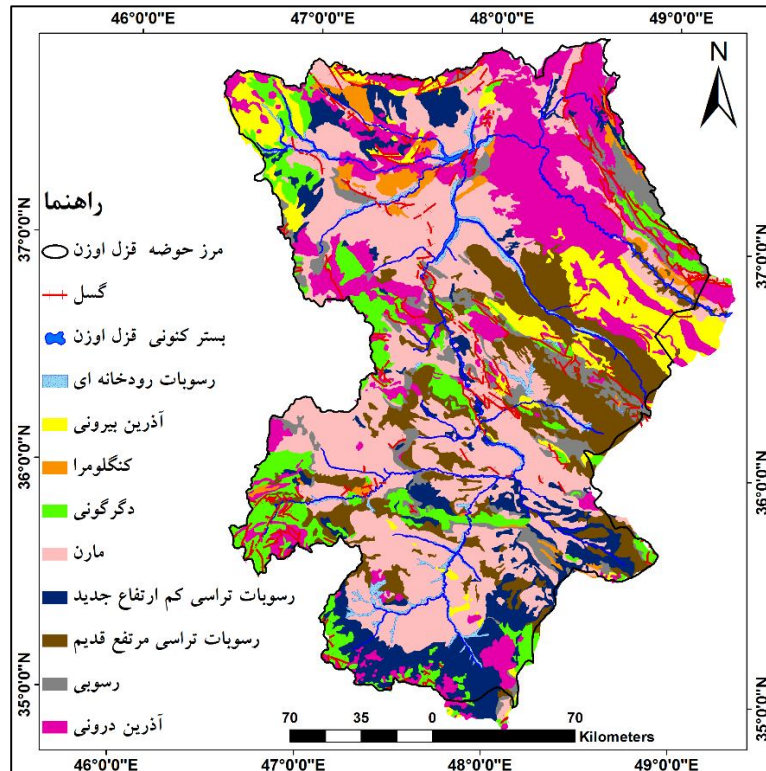 46°0'0"E 47°0'0"E 48°0'0"E 49°0'0"E
N
37°0'0"N
37°0'0"N
36°0'0"N
36°0'0"N
35°0'0"N
35°0'0"N
راهنما
مرز حوضه قزل اوزن
گسل
بستر کنونی قزل اوزن
رسوبات رودخانه ای
آذرین بیرونی
کنگلومرا
دگرگونی
مارن
رسوبات تراسی کم ارتفاع جدید
رسوبات تراسی مرتفع قدیم
رسوبی
آذرین درونی
70 35 0 70
Kilometers
46°0'0"E 47°0'0"E 48°0'0"E 49°0'0"E